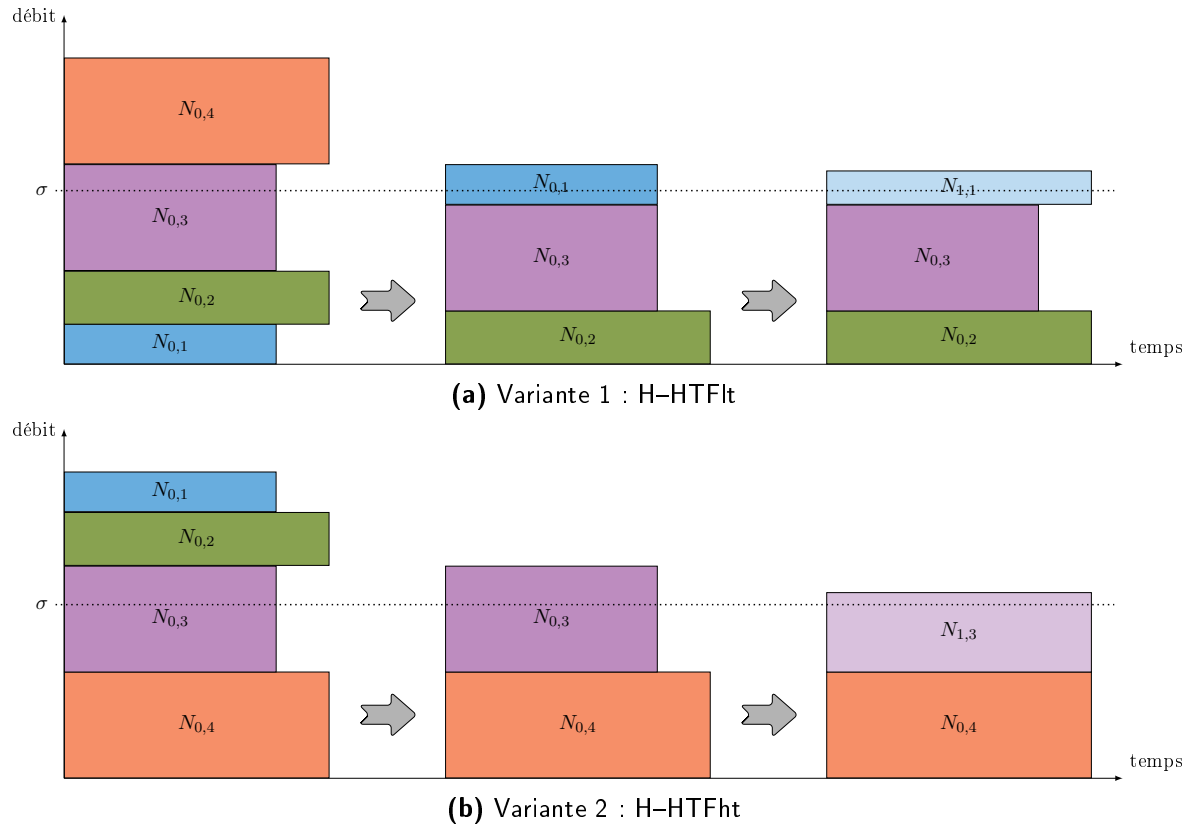 débit
N0,4
σ
N0,3
N0,2
N0,1
N0,1
N0,3
N0,2
N1,1
N0,3
N0,2
temps
(a) Variante 1 : H–HTFlt
débit
N0,1
N0,2
σ
N0,3
N0,4
N0,3
N0,4
N1,3
N0,4
temps
(b) Variante 2 : H–HTFht